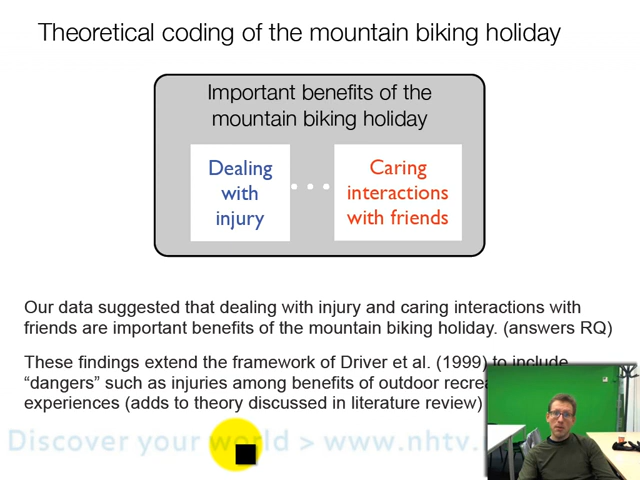 Theoretical coding of the mountain biking holiday
Important benefits of the
mountain biking holiday
Dealing
with
injury
Caring
interactions
with friends
Our data suggested that dealing with injury and caring interactions with
friends are important benefits of the mountain biking holiday. (answers RQ)
These findings extend the framework of Driver et al. (1999) to include
“dangers” such as injuries among benefits of outdoor
experiences (adds to theory discussed in literature review)
Discover your world > www.nhtv.